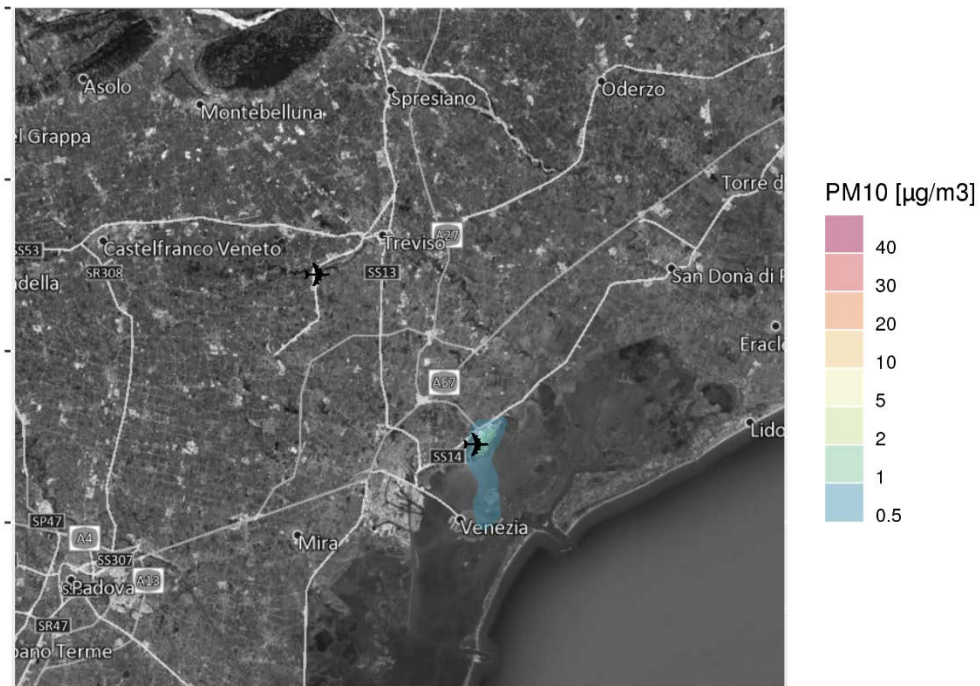 Asolo
Montebelluna
Spresiano
Oderzo
el Grappa
Torre d
SS53
Castelfranco Veneto
Treviso
A27
SR308
SS13
San Donà di P
della
Eracle
A57
Lido
SS14
SP47
A4
Venezia
Mira
SS307
Padova
A13
SR47
bano Terme
PM10 [µg/m3]
40
30
20
10
5
2
1
0.5